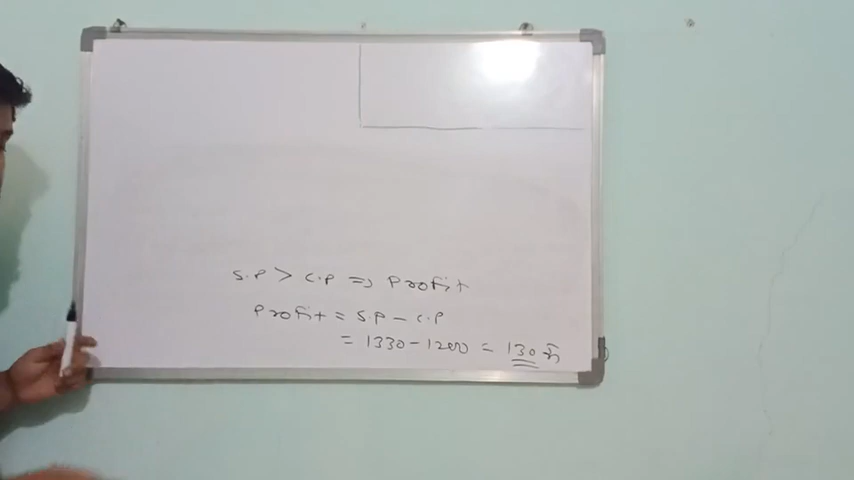 S.P > C.P => Profit
Profit = S.P - C.P
= 1330 - 1200 = 130